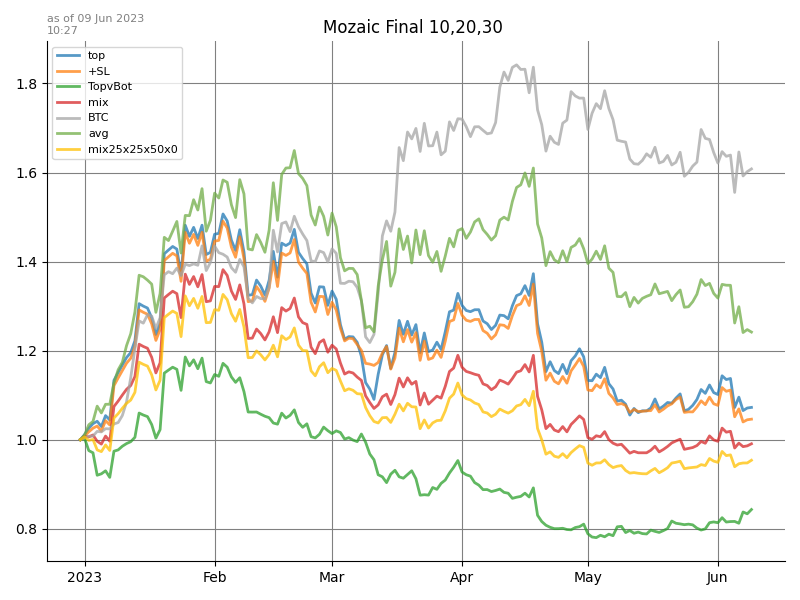 as of 09 Jun 2023
10:27
Mozaic Final 10,20,30
top
+SL
TopvBot
mix
BTC
avg
mix25x25x50x0
1.8
1.6
1.4
1.2
1.0
0.8
2023 Feb Mar Apr May Jun